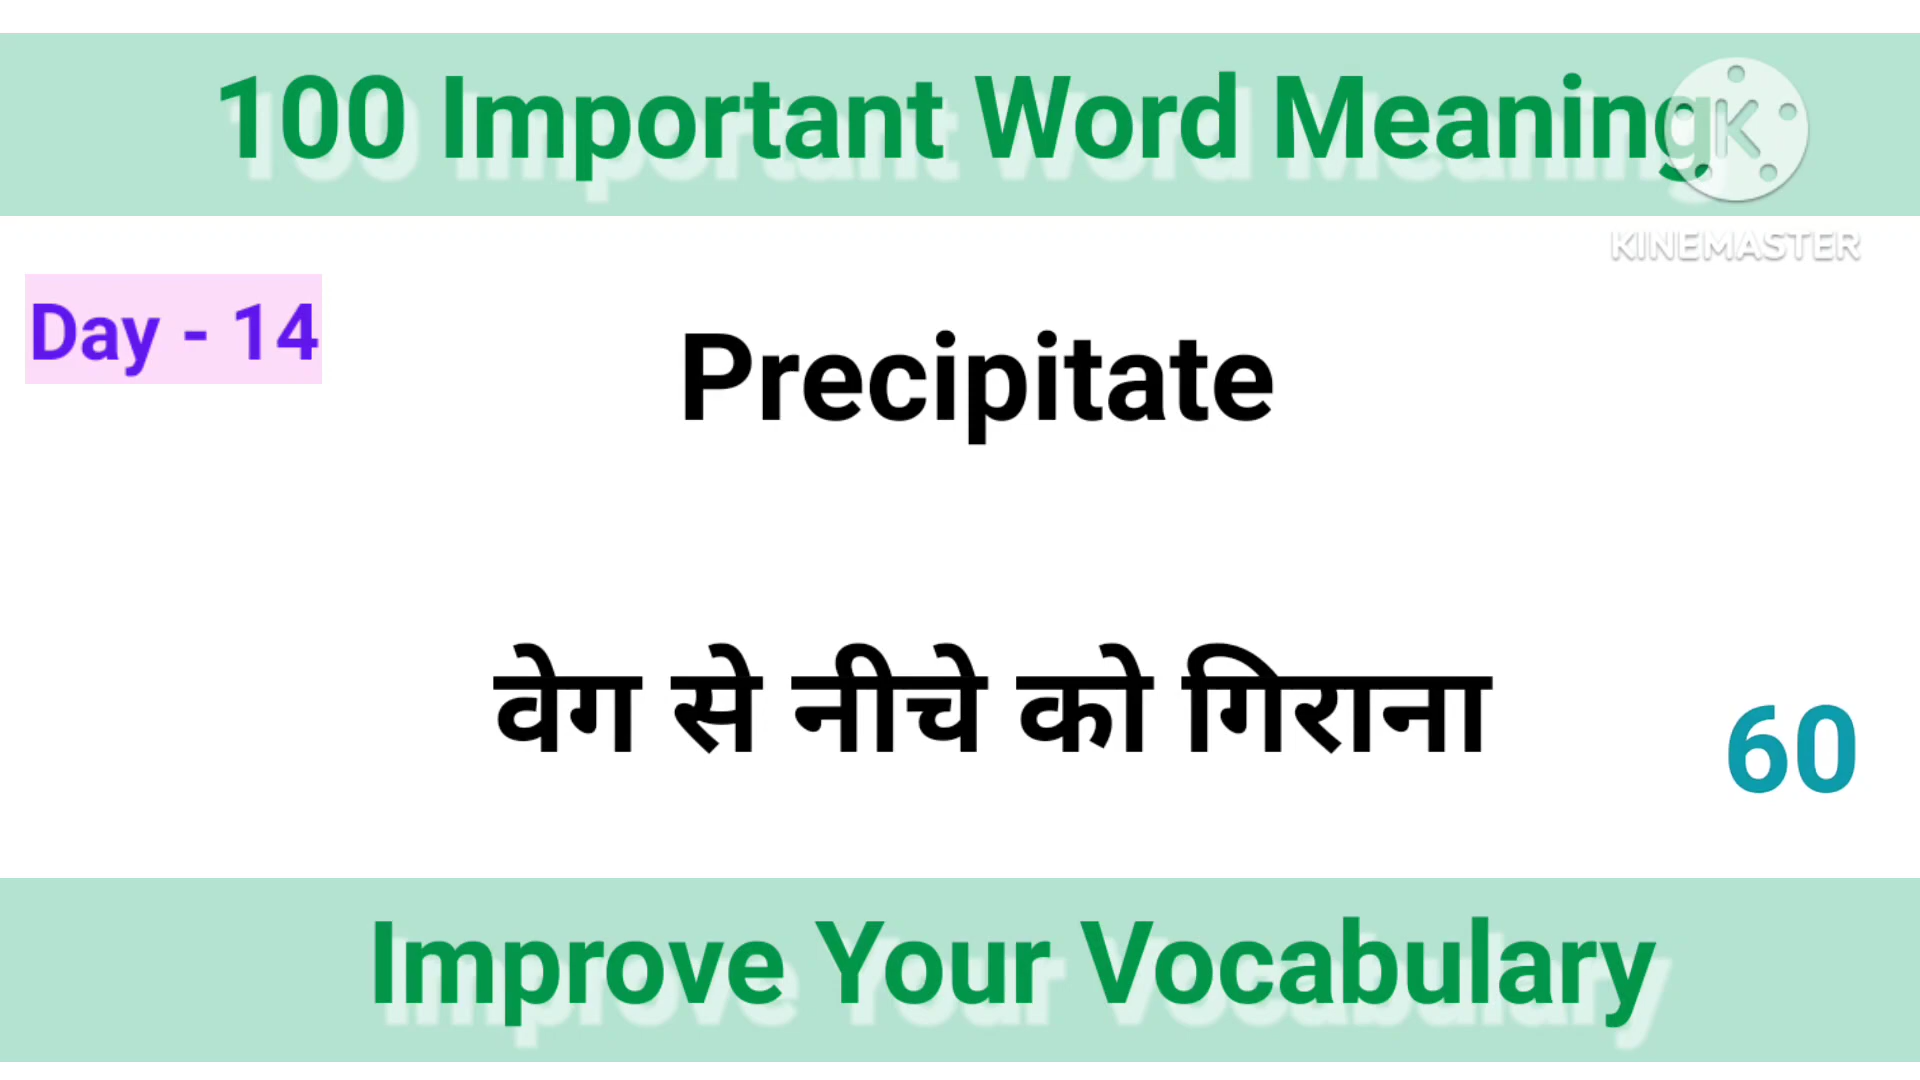 100 Important Word Meaning
KINEMASTER
Day - 14
Precipitate
वेग से नीचे को गिराना
60
Improve Your Vocabulary